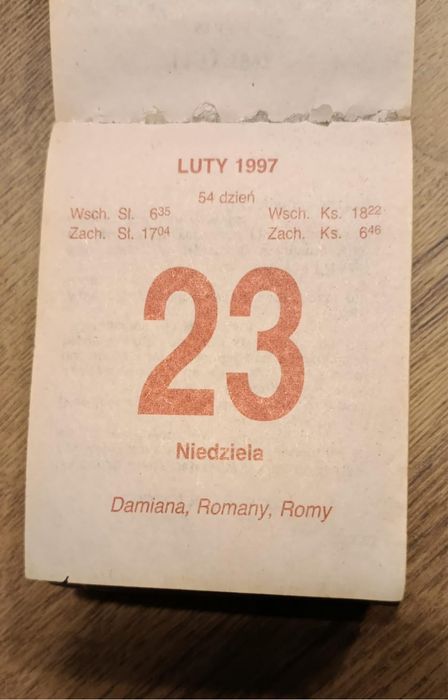 LUTY 1997
54 dzień
Wsch. Sł. 6³⁵ Wsch. Ks. 18²²
Zach. Sł. 17⁰⁴ Zach. Ks. 6⁴⁶
23
Niedziela
Damiana, Romany, Romy